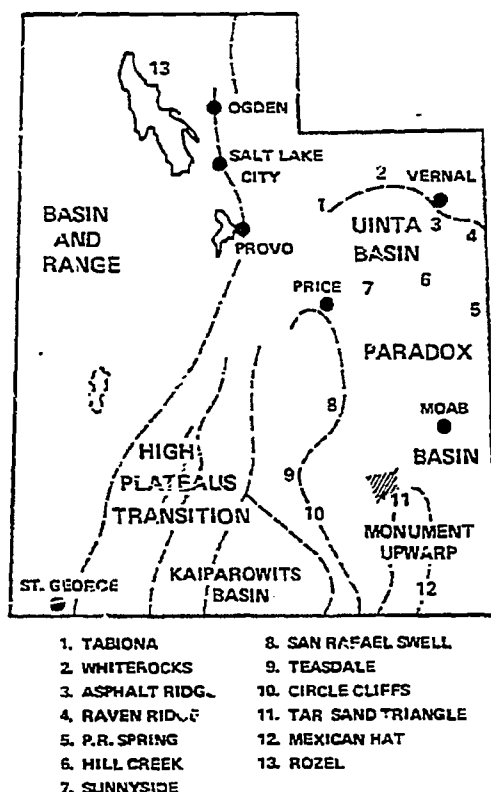 13
OGDEN
SALT LAKE
CITY
2
VERNAL
1
BASIN
AND
RANGE
UINTA
BASIN
3
4
PROVO
PRICE
7
6
5
PARADOX
8
MOAB
HIGH
PLATEAUS
TRANSITION
BASIN
9
11
10
MONUMENT
UPWARP
ST. GEORGE
KAIPAROWITS
BASIN
12
1. TABIONA
2. WHITEROCKS
3. ASPHALT RIDGE
4. RAVEN RIDGE
5. P.R. SPRING
6. HILL CREEK
7. SUNNYSIDE
8. SAN RAFAEL SWELL
9. TEASDALE
10. CIRCLE CLIFFS
11. TAR SAND TRIANGLE
12. MEXICAN HAT
13. ROZEL